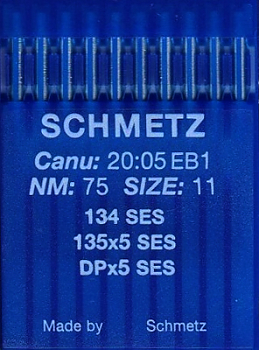 SCHMETZ
Canu: 20:05 EB1
NM: 75 SIZE: 11
134 SES
135x5 SES
DPx5 SES
Made by Schmetz